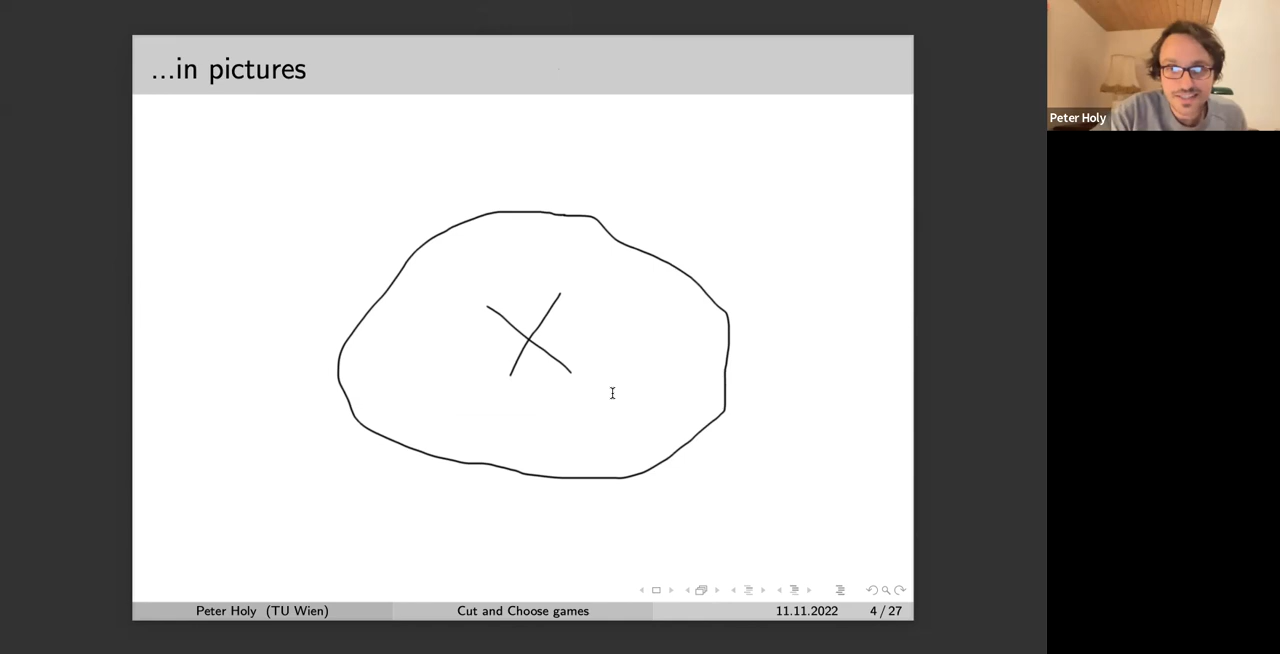 ...in pictures
X
Peter Holy
Peter Holy (TU Wien) Cut and Choose games 11.11.2022 4 / 27